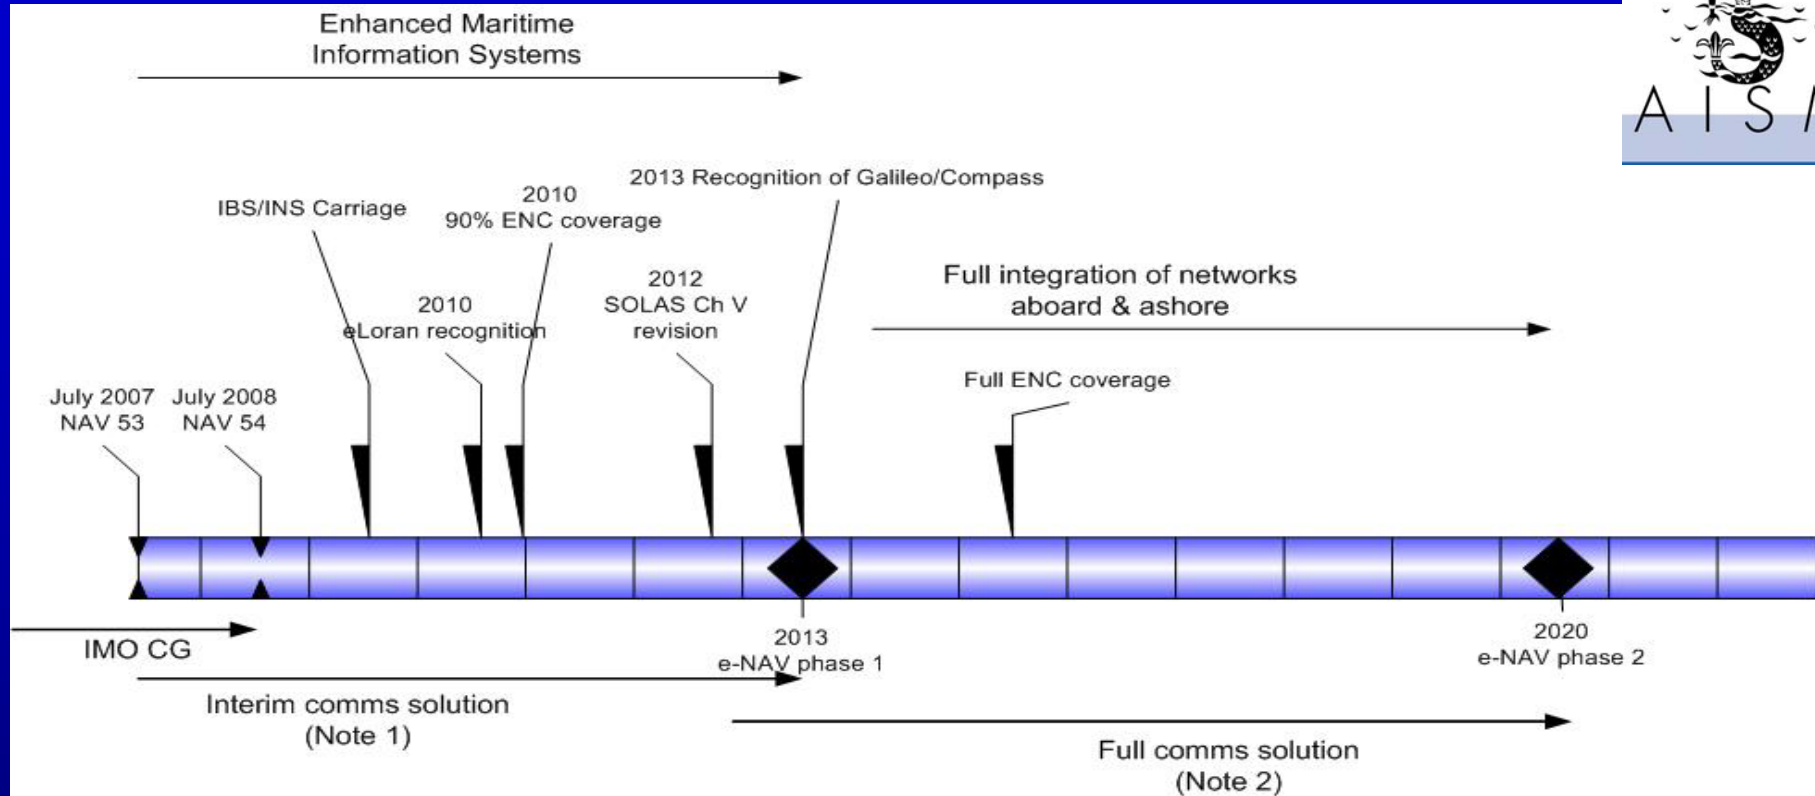 Enhanced Maritime
Information Systems
AIS
2013 Recognition of Galileo/Compass
IBS/INS Carriage
2010
90% ENC coverage
Full integration of networks
aboard & ashore
2012
SOLAS Ch V
revision
2010
eLoran recognition
Full ENC coverage
July 2007
NAV 53
July 2008
NAV 54
IMO CG
2013
e-NAV phase 1
2020
e-NAV phase 2
Interim comms solution
(Note 1)
Full comms solution
(Note 2)